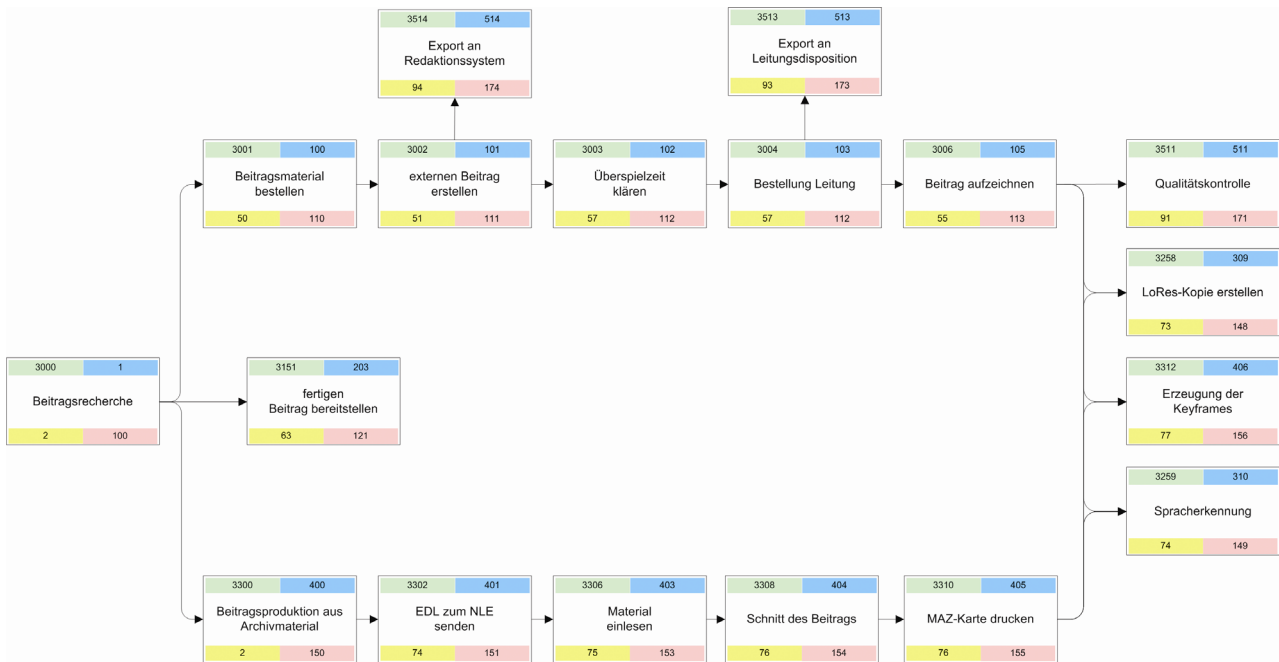 3514 514
Export an
Redaktionssystem
94 174
3513 513
Export an
Leitungsdisposition
93 173
3001 100
Beitragsmaterial
bestellen
50 110
3002 101
externen Beitrag
erstellen
51 111
3003 102
Überspielzeit
klären
57 112
3004 103
Bestellung Leitung
57 112
3006 105
Beitrag aufzeichnen
55 113
3511 511
Qualitätskontrolle
91 171
3258 309
LoRes-Kopie erstellen
73 148
3000 1
Beitragsrecherche
2 100
3151 203
fertigen
Beitrag bereitstellen
63 121
3312 406
Erzeugung der
Keyframes
77 156
3259 310
Spracherkennung
74 149
3300 400
Beitragsproduktion aus
Archivmaterial
2 150
3302 401
EDL zum NLE
senden
74 151
3306 403
Material
einlesen
75 153
3308 404
Schnitt des Beitrags
76 154
3310 405
MAZ-Karte drucken
76 155